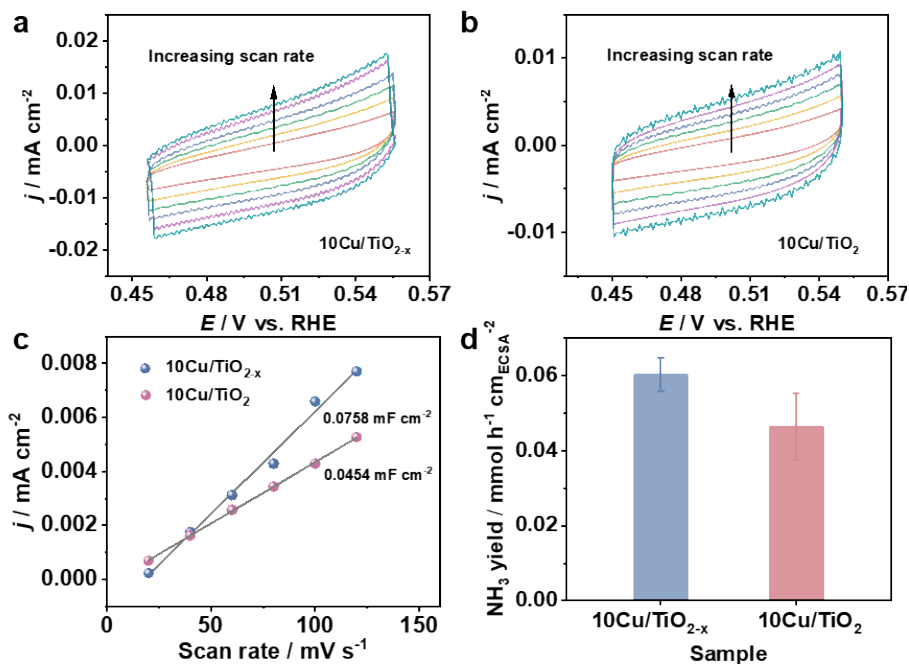 a
0.02
0.01
0.00
-0.01
-0.02
j / mA cm-2
Increasing scan rate
10Cu/TiO2-x
0.45 0.48 0.51 0.54 0.57
E / V vs. RHE
b
0.01
0.00
-0.01
j / mA cm-2
Increasing scan rate
10Cu/TiO2
0.45 0.48 0.51 0.54 0.57
E / V vs. RHE
c
0.008
0.006
0.004
0.002
0.000
j / mA cm-2
10Cu/TiO2-x
10Cu/TiO2
0.0758 mF cm-2
0.0454 mF cm-2
0 50 100 150
Scan rate / mV s-1
d
0.06
0.04
0.02
0.00
NH3 yield / mmol h-1 cmECSA-2
10Cu/TiO2-x 10Cu/TiO2
Sample